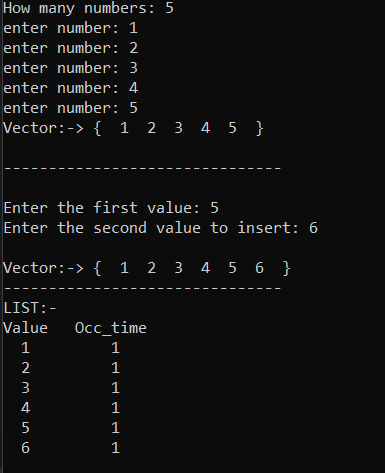 How many numbers: 5
enter number: 1
enter number: 2
enter number: 3
enter number: 4
enter number: 5
Vector:-> {  1  2  3  4  5  }
-------------------------------
Enter the first value: 5
Enter the second value to insert: 6
Vector:-> {  1  2  3  4  5  6  }
-------------------------------
LIST:-
Value   Occ_time
1         1
2         1
3         1
4         1
5         1
6         1